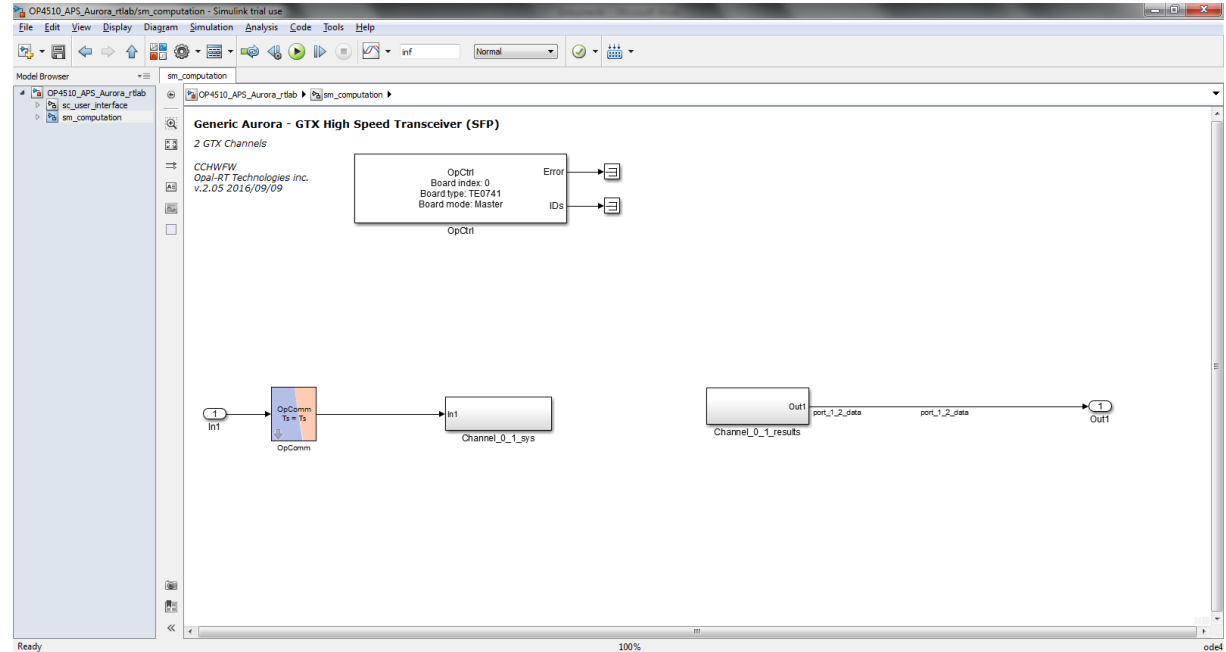 OP4510_APS_Aurora_rtlab/sm_computation - Simulink trial use
File Edit View Display Diagram Simulation Analysis Code Tools Help
inf Normal
Model Browser sm_computation
OP4510_APS_Aurora_rtlab
sc_user_interface
sm_computation
OP4510_APS_Aurora_rtlab sm_computation
Generic Aurora - GTX High Speed Transceiver (SFP)
2 GTX Channels
CCHWFW
Opal-RT Technologies inc.
v.2.05 2016/09/09
OpCtrl
Board index: 0
Board type: TE0741
Board mode: Master
Error
IDs
OpCtrl
1
In1
OpComm
Ts = Ts
OpComm
In1
Channel_0_1_sys
Out1
Channel_0_1_results
port_1_2_data port_1_2_data
1
Out1
Ready 100% ode4